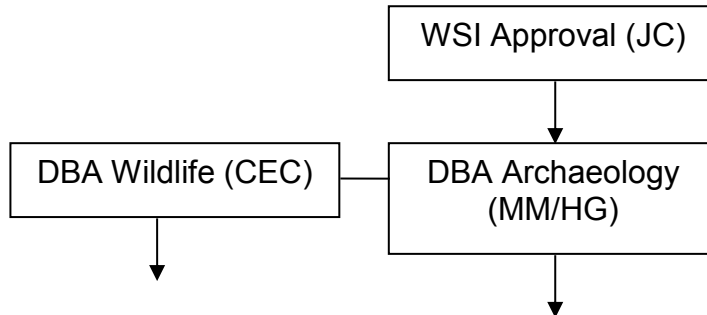 WSI Approval (JC)
DBA Wildlife (CEC)
DBA Archaeology
(MM/HG)